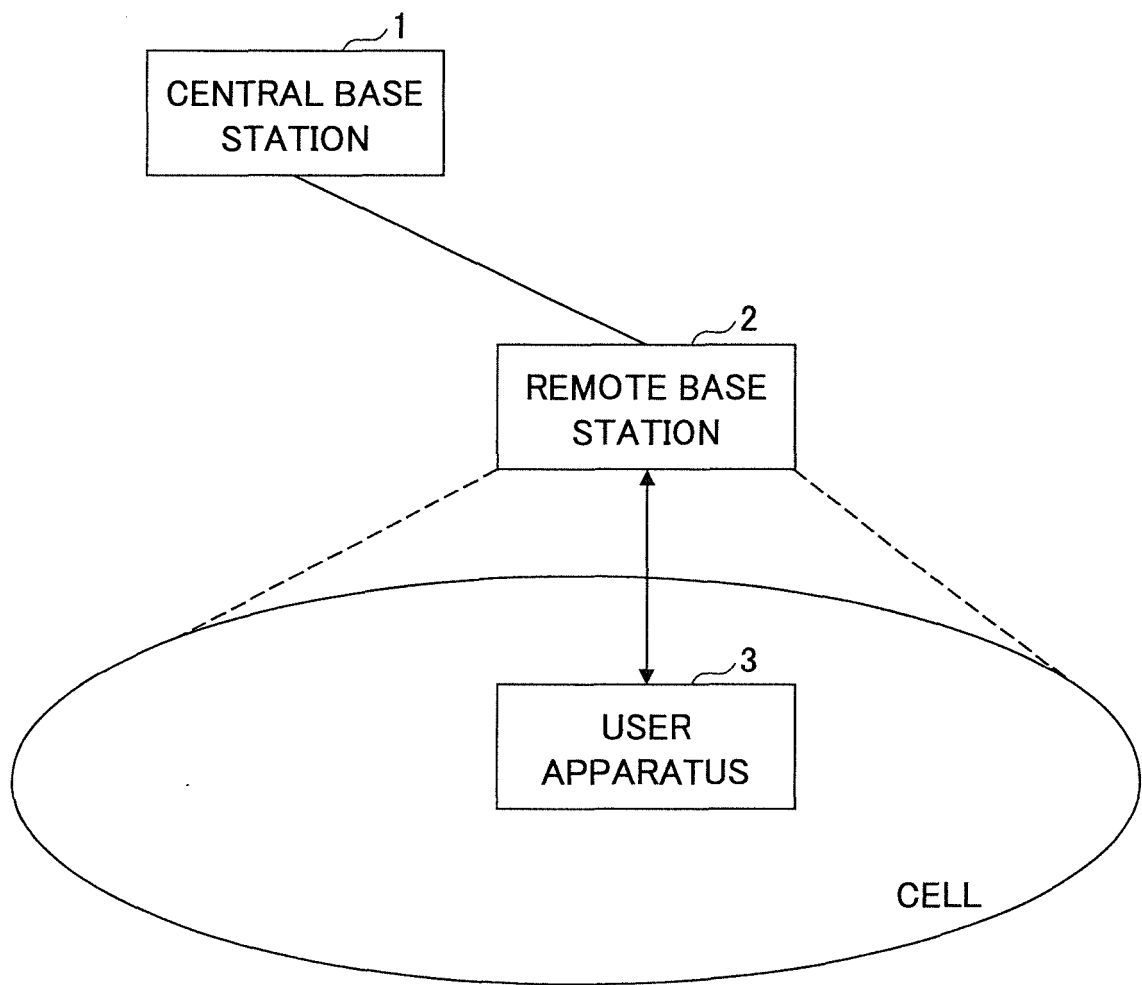 1
CENTRAL BASE
STATION
2
REMOTE BASE
STATION
3
USER
APPARATUS
CELL